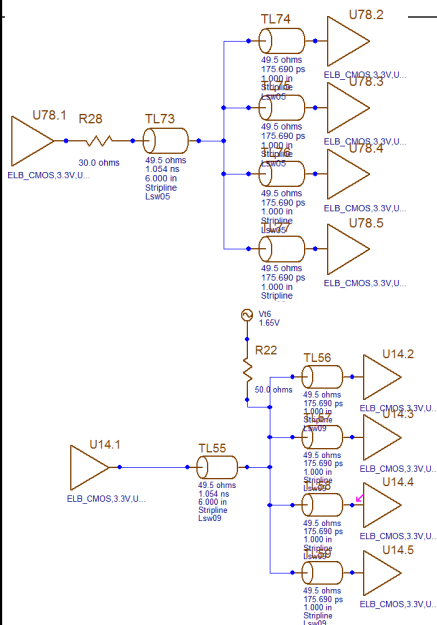 TL74
U78.2
49.5 ohms
175.690 ps
1.000 in
Stripline
Lsw05
ELB_CMOS,3.3V,U...
U78.3
49.5 ohms
175.690 ps
1.000 in
Stripline
Lsw05
ELB_CMOS,3.3V,U...
U78.1
R28
TL73
30.0 ohms
ELB_CMOS,3.3V,U...
49.5 ohms
1.054 ns
6.000 in
Stripline
Lsw05
U78.4
49.5 ohms
175.690 ps
1.000 in
Stripline
Lsw05
ELB_CMOS,3.3V,U...
TL77
U78.5
49.5 ohms
175.690 ps
1.000 in
Stripline
ELB_CMOS,3.3V,U...
Vt6
1.65V
R22
50.0 ohms
TL56
U14.2
49.5 ohms
175.690 ps
1.000 in
Stripline
Lsw09
ELB_CMOS,3.3V,U...
U14.3
49.5 ohms
175.690 ps
1.000 in
Stripline
Lsw09
ELB_CMOS,3.3V,U...
U14.1
TL55
ELB_CMOS,3.3V,U...
49.5 ohms
1.054 ns
6.000 in
Stripline
Lsw09
U14.4
49.5 ohms
175.690 ps
1.000 in
Stripline
Lsw09
ELB_CMOS,3.3V,U...
U14.5
49.5 ohms
175.690 ps
1.000 in
Stripline
Lsw09
ELB_CMOS,3.3V,U...